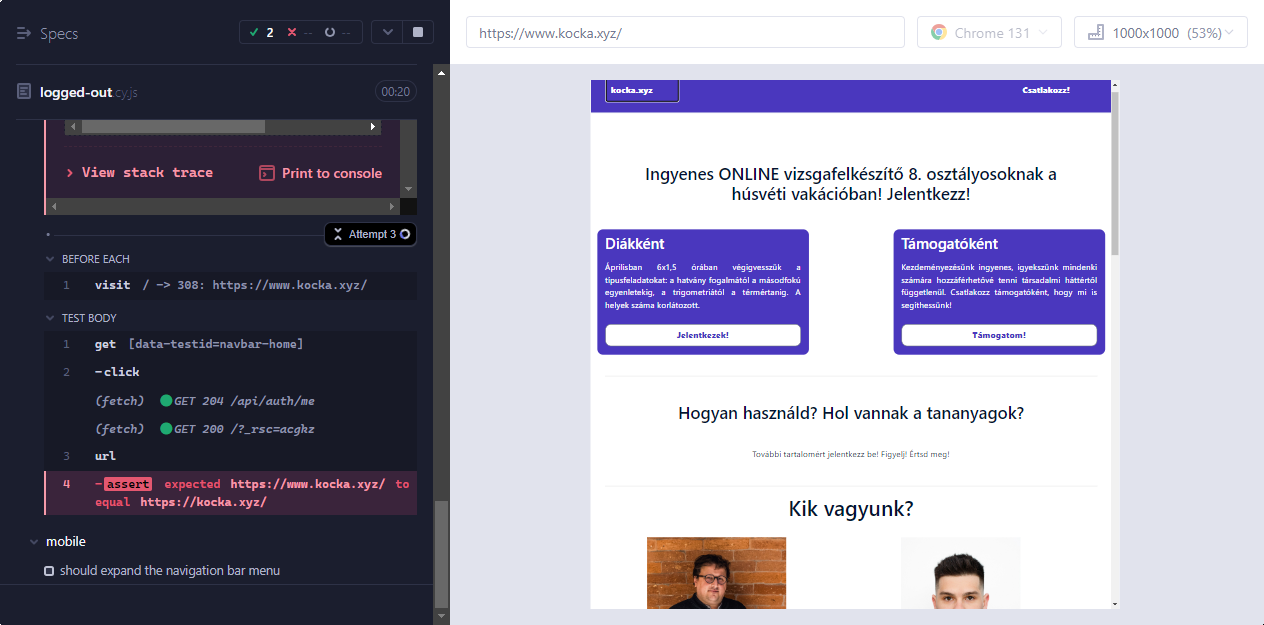 Specs
2
--
--
logged-out.cy.js
00:20
View stack trace
Print to console
Attempt 3
BEFORE EACH
1 visit / -> 308: https://www.kocka.xyz/
TEST BODY
1 get [data-testid=navbar-home]
2 -click
(fetch) GET 204 /api/auth/me
(fetch) GET 200 /?_rsc=acgkz
3 url
4 -assert expected https://www.kocka.xyz/ to
equal https://kocka.xyz/
mobile
should expand the navigation bar menu
https://www.kocka.xyz/
Chrome 131
1000x1000 (53%)
kocka.xyz
Csatlakozz!
Ingyenes ONLINE vizsgafelkészítő 8. osztályosoknak a
húsvéti vakációban! Jelentkezz!
Diákként
Áprilisban 6x1,5 órában végigvesszük a
típusfeladatokat: a hatvány fogalmától a másodfokú
egyenletekig, a trigometriától a térmértanig. A
helyek száma korlátozott.
Jelentkezek!
Támogatóként
Kezdeményezésünk ingyenes, igyekszünk mindenki
számára hozzáférhetővé tenni társadalmi háttértől
függetlenül. Csatlakozz támogatóként, hogy mi is
segíthessünk!
Támogatom!
Hogyan használd? Hol vannak a tananyagok?
További tartalomért jelentkezz be! Figyelj! Értsd meg!
Kik vagyunk?